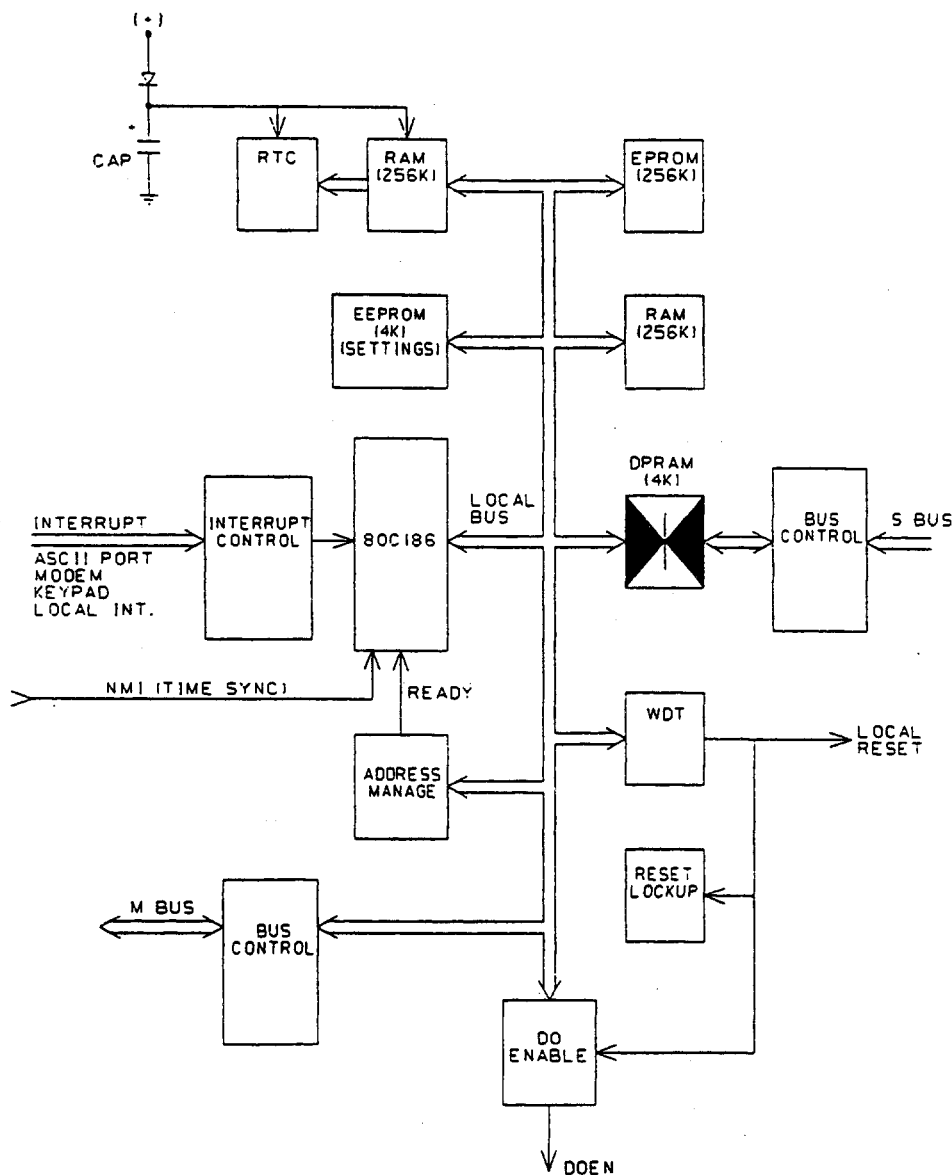 (+)
+
CAP
RTC
RAM
(256K)
EPROM
(256K)
EEPROM
(4K)
(SETTINGS)
RAM
(256K)
INTERRUPT
ASCII PORT
MODEM
KEYPAD
LOCAL INT.
INTERRUPT
CONTROL
80C186
LOCAL
BUS
DPRAM
(4K)
BUS
CONTROL
S BUS
NMI (TIME SYNC)
READY
ADDRESS
MANAGE
WDT
LOCAL
RESET
RESET
LOCKUP
M BUS
BUS
CONTROL
DO
ENABLE
DOEN